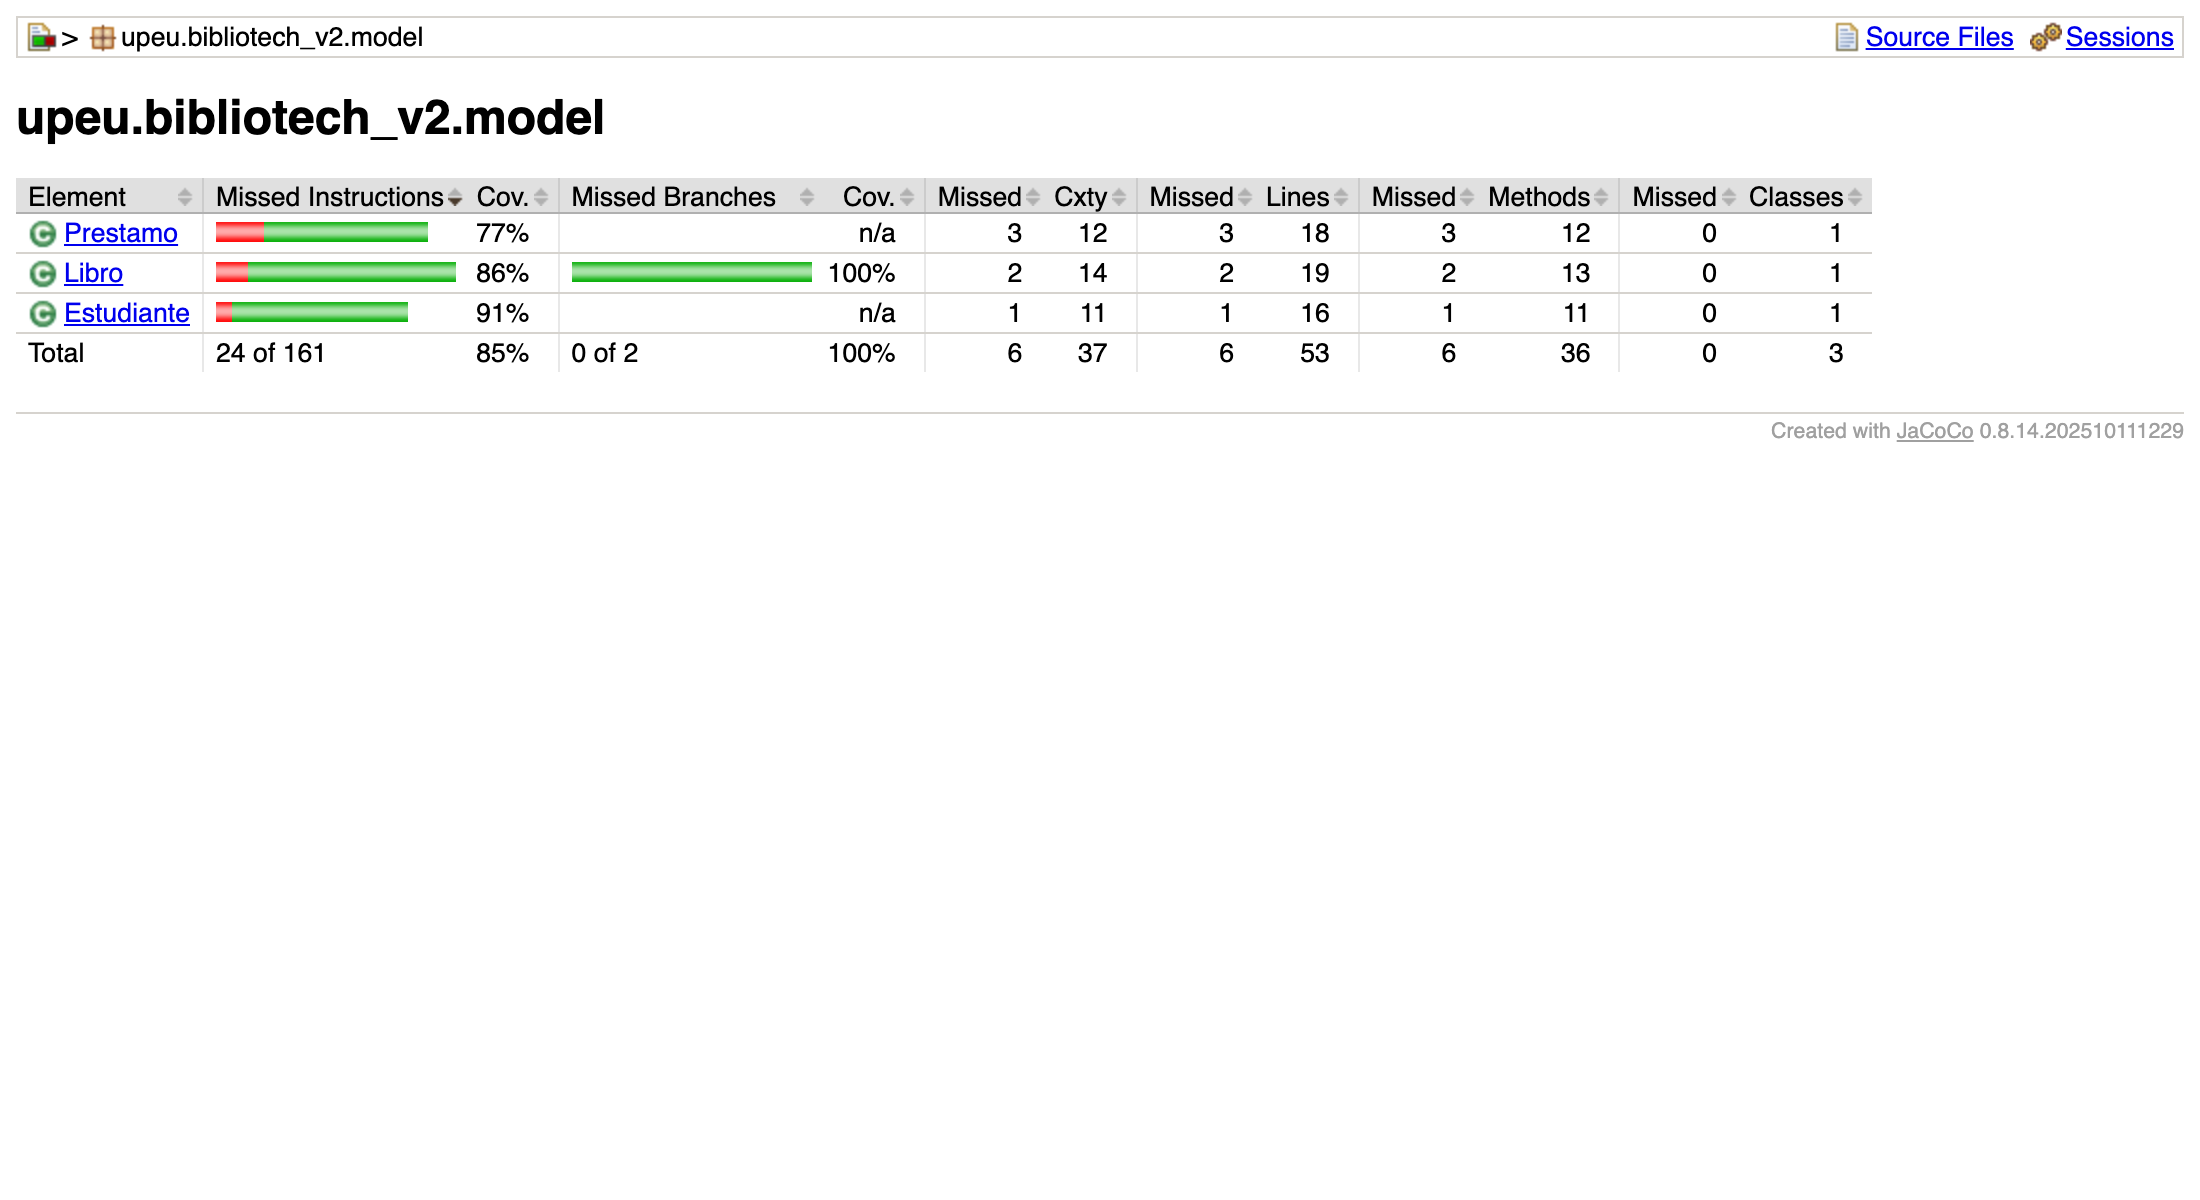 > upeu.bibliotech_v2.model Source Files Sessions
upeu.bibliotech_v2.model
Element Missed Instructions Cov. Missed Branches Cov. Missed Cxty Missed Lines Missed Methods Missed Classes
Prestamo 77% n/a 3 12 3 18 3 12 0 1
Libro 86% 100% 2 14 2 19 2 13 0 1
Estudiante 91% n/a 1 11 1 16 1 11 0 1
Total 24 of 161 85% 0 of 2 100% 6 37 6 53 6 36 0 3
Created with JaCoCo 0.8.14.202510111229